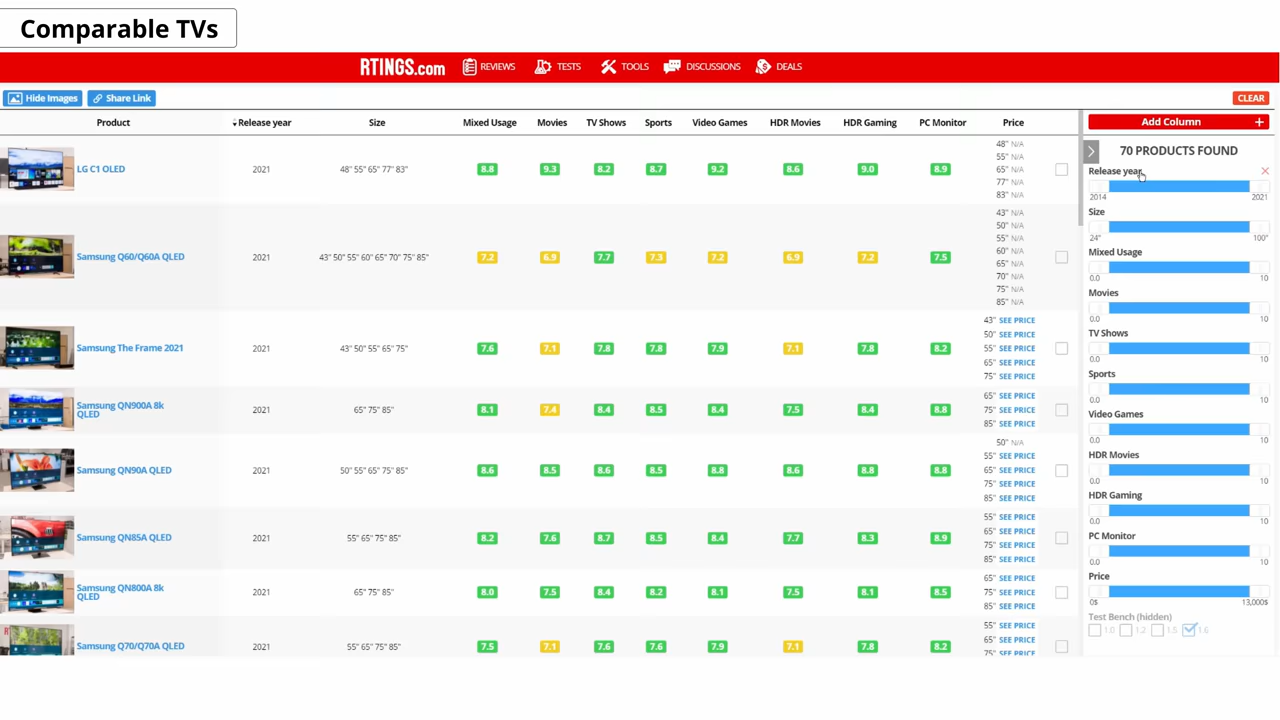 Comparable TVs
RTINGS.com REVIEWS TESTS TOOLS DISCUSSIONS DEALS
Hide Images Share Link CLEAR
Product Release year Size Mixed Usage Movies TV Shows Sports Video Games HDR Movies HDR Gaming PC Monitor Price
LG C1 OLED 2021 48" 55" 65" 77" 83" 8.8 9.3 8.2 8.7 9.2 8.6 9.0 8.9
48" N/A
55" N/A
65" N/A
77" N/A
83" N/A
Samsung Q60/Q60A QLED 2021 43" 50" 55" 60" 65" 70" 75" 85" 7.2 6.9 7.7 7.3 7.2 6.9 7.2 7.5
43" N/A
50" N/A
55" N/A
60" N/A
65" N/A
70" N/A
75" N/A
85" N/A
Samsung The Frame 2021 2021 43" 50" 55" 65" 75" 7.6 7.1 7.8 7.8 7.9 7.1 7.8 8.2
43" SEE PRICE
50" SEE PRICE
55" SEE PRICE
65" SEE PRICE
75" SEE PRICE
Samsung QN900A 8k
QLED 2021 65" 75" 85" 8.1 7.4 8.4 8.5 8.4 7.5 8.4 8.8
65" SEE PRICE
75" SEE PRICE
85" SEE PRICE
Samsung QN90A QLED 2021 50" 55" 65" 75" 85" 8.6 8.5 8.6 8.5 8.8 8.6 8.8 8.8
50" N/A
55" SEE PRICE
65" SEE PRICE
75" SEE PRICE
85" SEE PRICE
Samsung QN85A QLED 2021 55" 65" 75" 85" 8.2 7.6 8.7 8.5 8.4 7.7 8.3 8.9
55" SEE PRICE
65" SEE PRICE
75" SEE PRICE
85" SEE PRICE
Samsung QN800A 8k
QLED 2021 65" 75" 85" 8.0 7.5 8.4 8.2 8.1 7.5 8.1 8.5
65" SEE PRICE
75" SEE PRICE
85" SEE PRICE
Samsung Q70/Q70A QLED 2021 55" 65" 75" 85" 7.5 7.1 7.6 7.6 7.9 7.1 7.8 8.2
55" SEE PRICE
65" SEE PRICE
75" SEE PRICE
Add Column +
70 PRODUCTS FOUND
Release year
2014 2021
Size
24" 100"
Mixed Usage
0.0 10
Movies
0.0 10
TV Shows
0.0 10
Sports
0.0 10
Video Games
0.0 10
HDR Movies
0.0 10
HDR Gaming
0.0 10
PC Monitor
0.0 10
Price
0$ 13,000$
Test Bench (hidden)
1.0 1.2 1.5 1.6